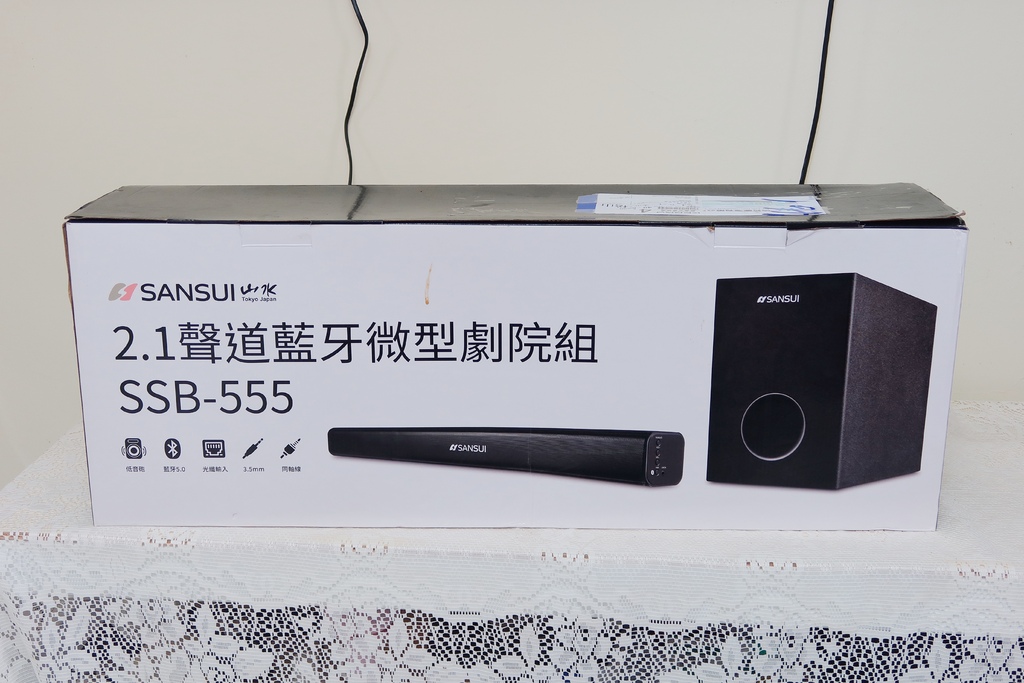 SANSUI 山水
Tokyo Japan
2.1聲道藍牙微型劇院組
SSB-555
低音砲 藍牙5.0 光纖輸入 3.5mm 同軸線
SANSUI
SANSUI